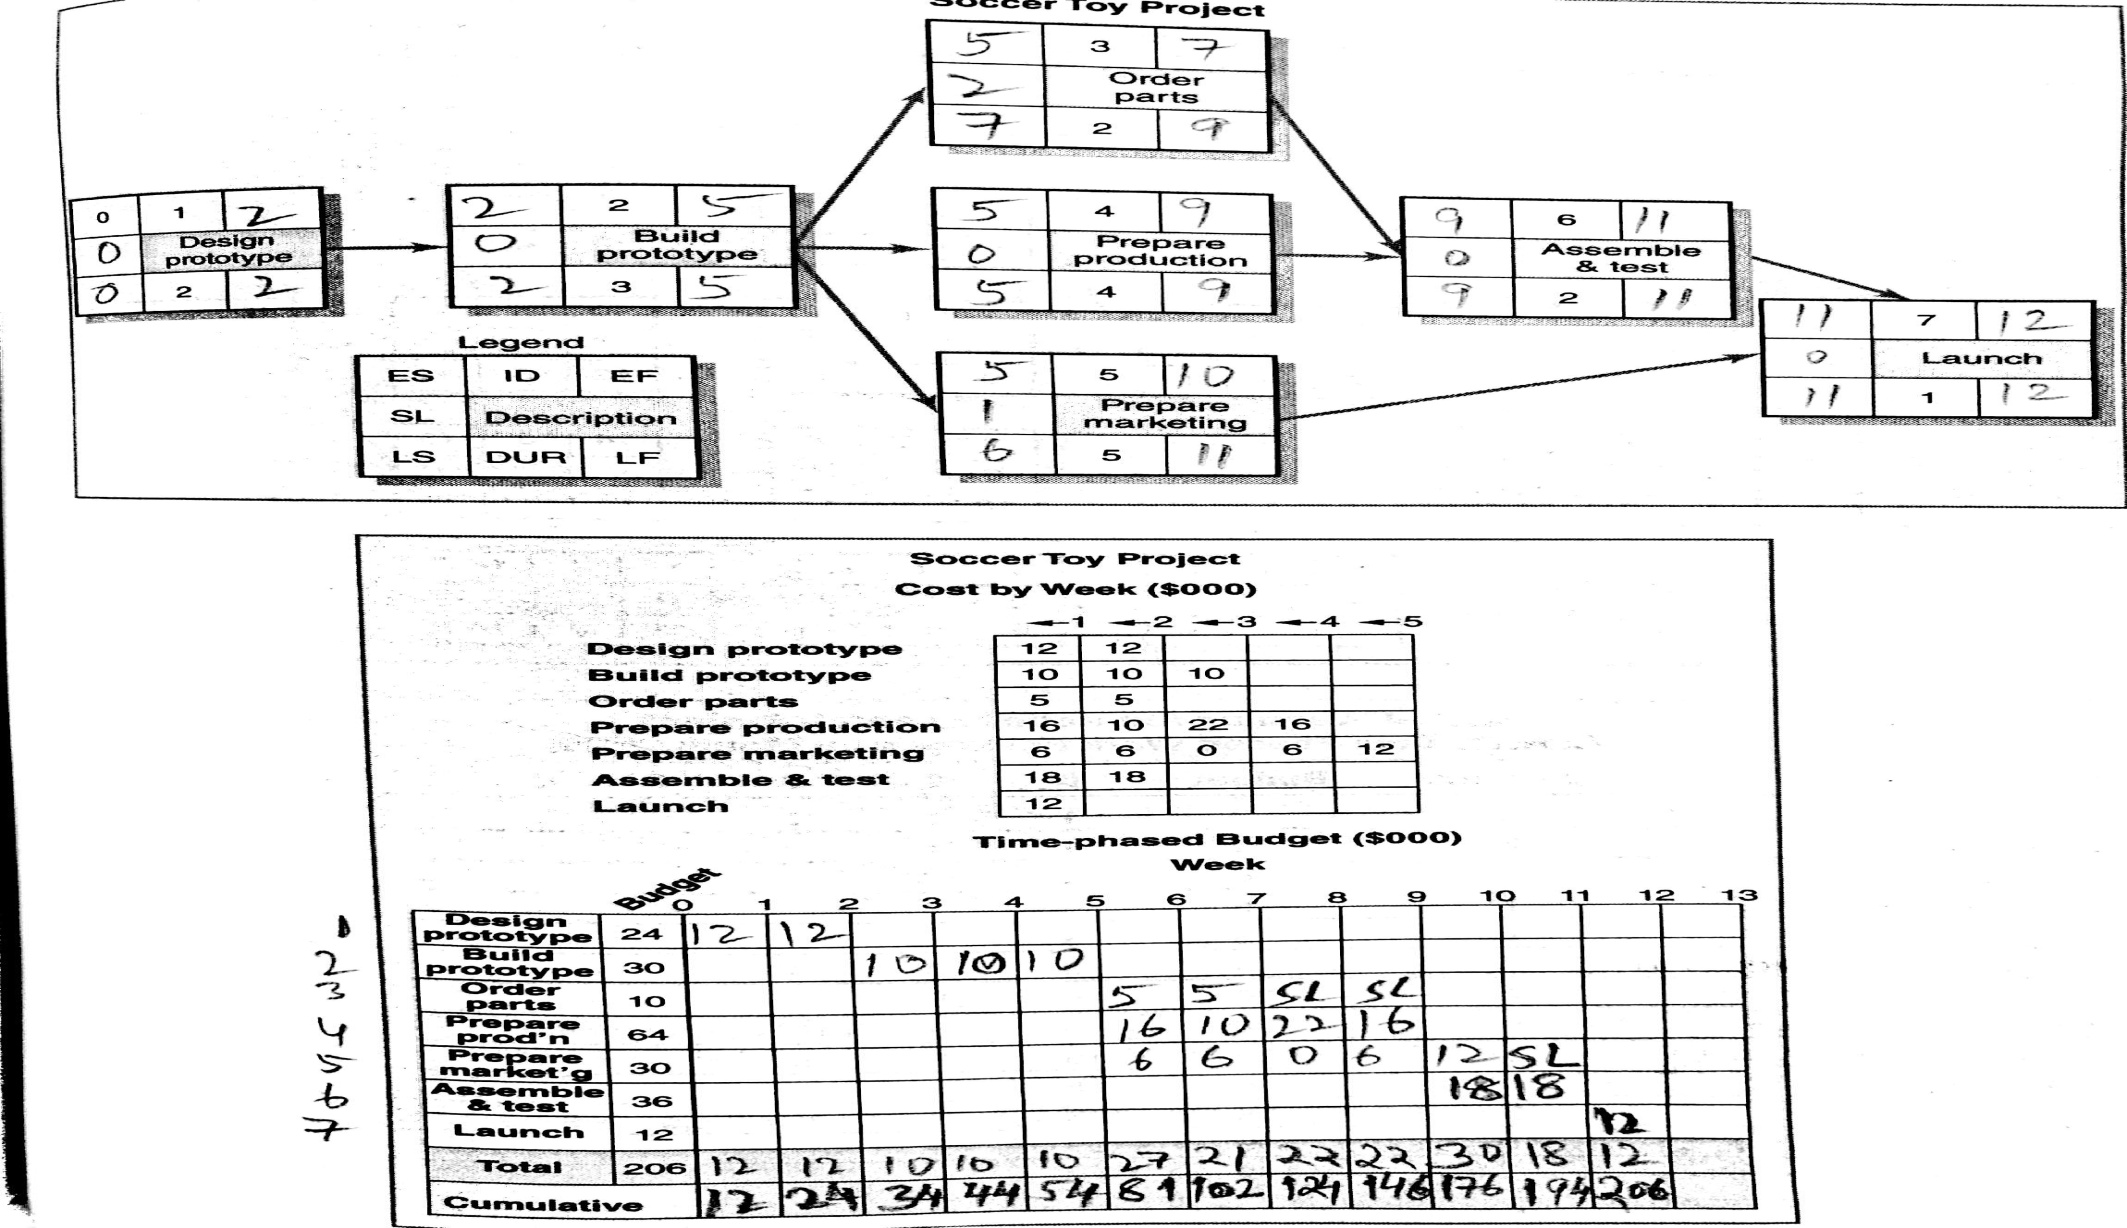 Soccer Toy Project
5 3 7
2 Order parts
7 2 9
0 1 2
0 Design prototype
0 2 2
2 2 5
0 Build prototype
2 3 5
5 4 9
0 Prepare production
5 4 9
9 6 11
0 Assemble & test
9 2 11
5 5 10
1 Prepare marketing
6 5 11
11 7 12
0 Launch
11 1 12
Legend
ES ID EF
SL Description
LS DUR LF
Soccer Toy Project
Cost by Week ($000)
1 2 3 4 5
Design prototype 12 12
Build prototype 10 10 10
Order parts 5 5
Prepare production 16 10 22 16
Prepare marketing 6 6 0 6 12
Assemble & test 18 18
Launch 12
Time-phased Budget ($000)
Week
Budget 0 1 2 3 4 5 6 7 8 9 10 11 12 13
Design prototype 24 12 12
2 Build prototype 30 10 10 10
3 Order parts 10 5 5 SL SL
4 Prepare prod'n 64 16 10 22 16
5 Prepare market'g 30 6 6 0 6 12 SL
6 Assemble & test 36 18 18
7 Launch 12 12
Total 206 12 12 10 10 10 27 21 22 22 30 18 12
Cumulative 12 24 34 44 54 81 102 124 146 176 194 206